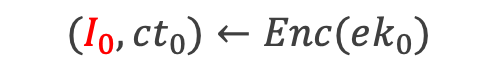 (I₀, ct₀) ← Enc(ek₀)